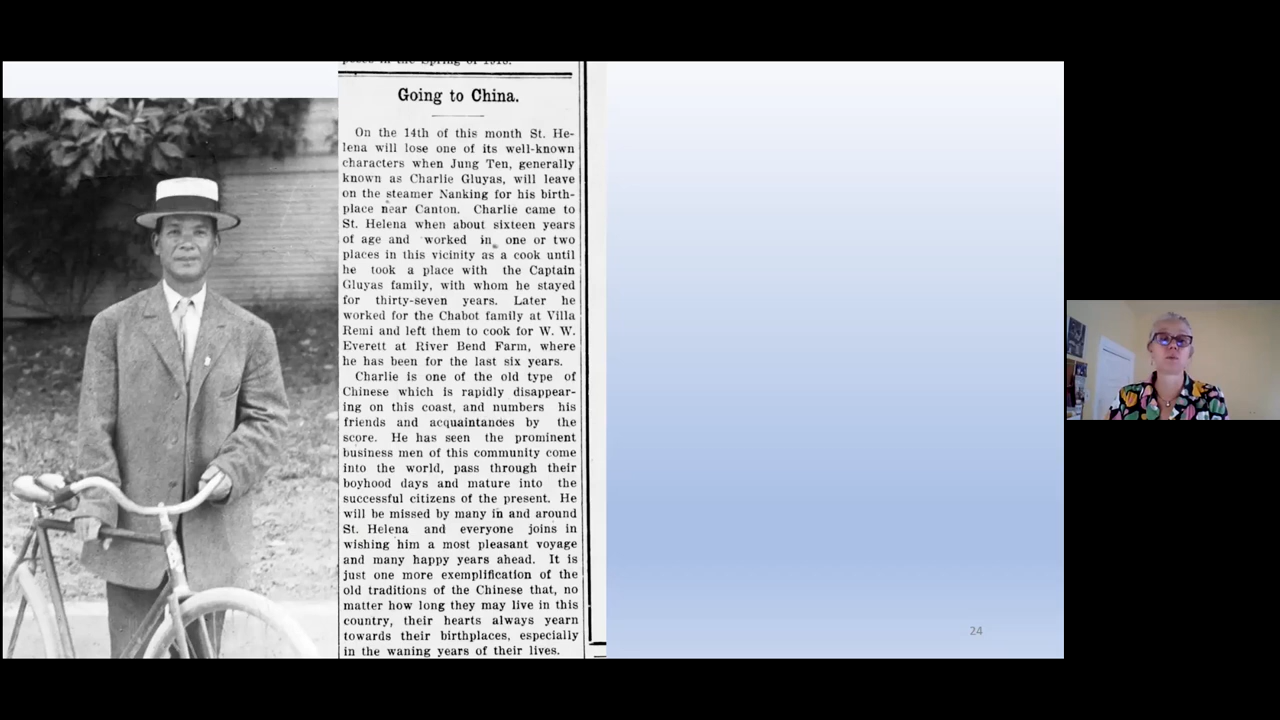 Going to China.
On the 14th of this month St. He-
lena will lose one of its well-known
characters when Jung Ten, generally
known as Charlie Gluyas, will leave
on the steamer Nanking for his birth-
place near Canton. Charlie came to
St. Helena when about sixteen years
of age and worked in one or two
places in this vicinity as a cook until
he took a place with the Captain
Gluyas family, with whom he stayed
for thirty-seven years. Later he
worked for the Chabot family at Villa
Remi and left them to cook for W. W.
Everett at River Bend Farm, where
he has been for the last six years.
Charlie is one of the old type of
Chinese which is rapidly disappear-
ing on this coast, and numbers his
friends and acquaintances by the
score. He has seen the prominent
business men of this community come
into the world, pass through their
boyhood days and mature into the
successful citizens of the present. He
will be missed by many in and around
St. Helena and everyone joins in
wishing him a most pleasant voyage
and many happy years ahead. It is
just one more exemplification of the
old traditions of the Chinese that, no
matter how long they may live in this
country, their hearts always yearn
towards their birthplaces, especially
in the waning years of their lives.
24